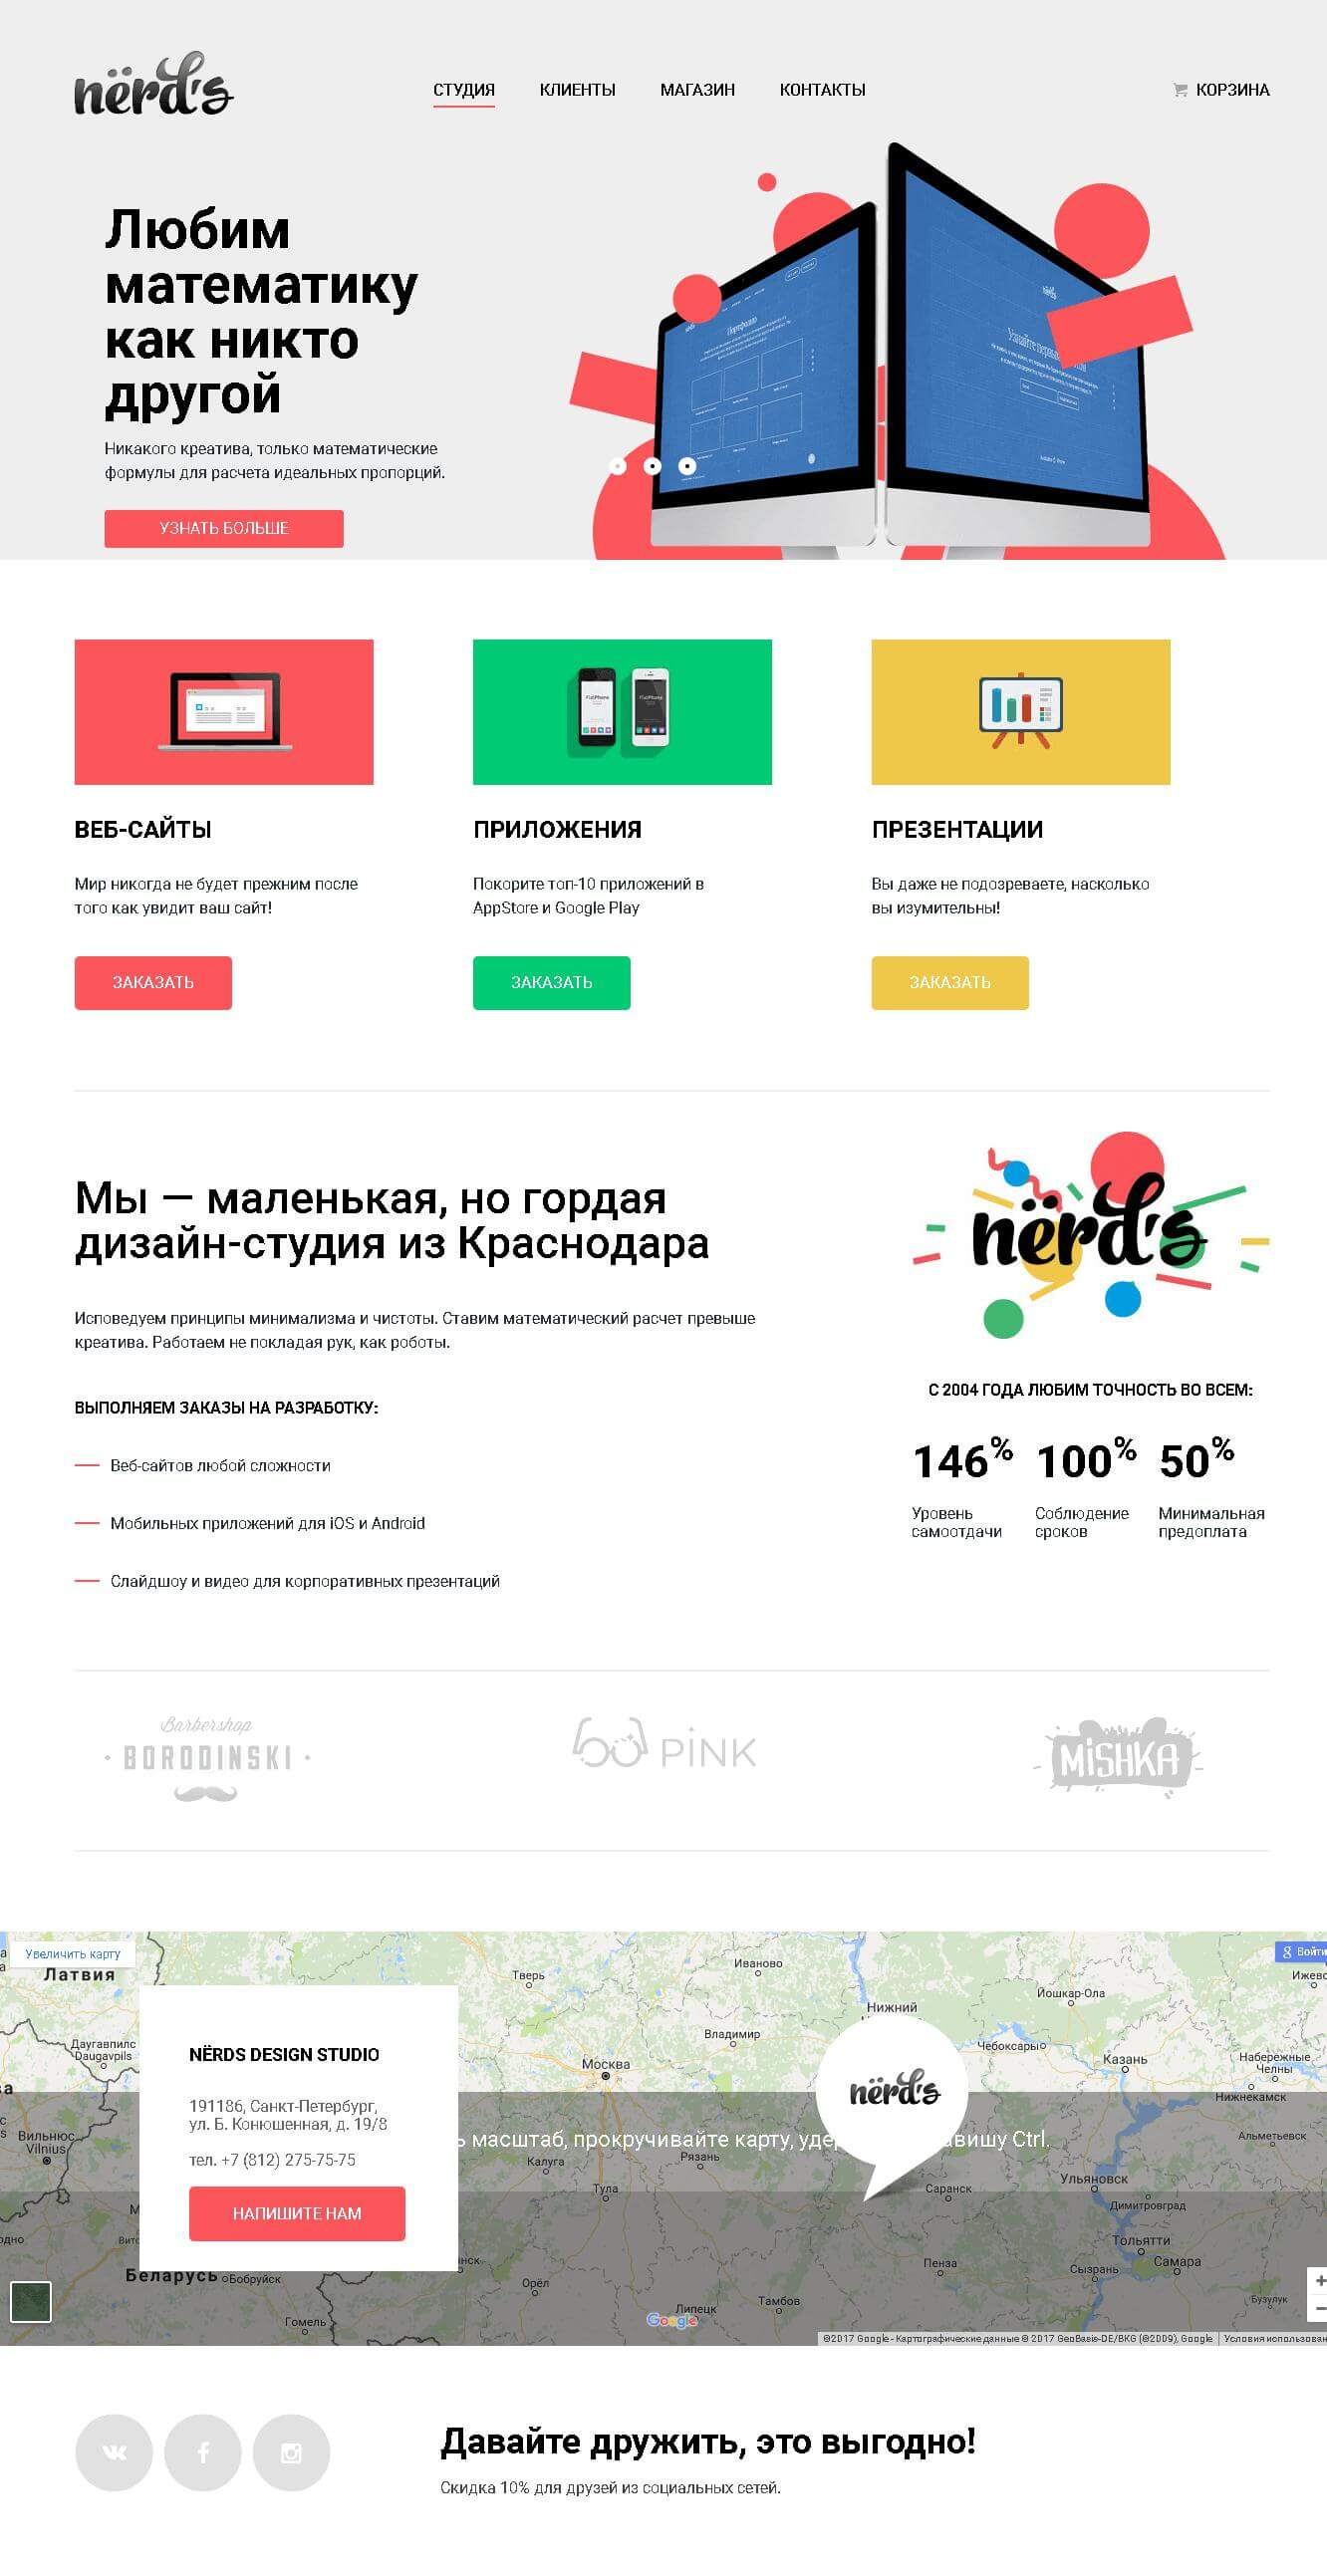 nёrd's
СТУДИЯ
КЛИЕНТЫ
МАГАЗИН
КОНТАКТЫ
КОРЗИНА
Любим
математику
как никто
другой
Никакого креатива, только математические
формулы для расчета идеальных пропорций.
УЗНАТЬ БОЛЬШЕ
Портфолио
ВЕБ-САЙТЫ
Мир никогда не будет прежним после
того как увидит ваш сайт!
ЗАКАЗАТЬ
ПРИЛОЖЕНИЯ
Покорите топ-10 приложений в
AppStore и Google Play
ЗАКАЗАТЬ
ПРЕЗЕНТАЦИИ
Вы даже не подозреваете, насколько
вы изумительны!
ЗАКАЗАТЬ
Мы — маленькая, но гордая
дизайн-студия из Краснодара
Исповедуем принципы минимализма и чистоты. Ставим математический расчет превыше
креатива. Работаем не покладая рук, как роботы.
ВЫПОЛНЯЕМ ЗАКАЗЫ НА РАЗРАБОТКУ:
Веб-сайтов любой сложности
Мобильных приложений для iOS и Android
Слайдшоу и видео для корпоративных презентаций
nёrd's
С 2004 ГОДА ЛЮБИМ ТОЧНОСТЬ ВО ВСЕМ:
146% 100% 50%
Уровень
самоотдачи
Соблюдение
сроков
Минимальная
предоплата
Barbershop
BORODINSKI
PINK
MiSHKA
Увеличить карту
Войти
Латвия
Тверь
Иваново
Йошкар-Ола
Ижевс
Нижний
Даугавпилс
Daugavpils
Москва
Владимир
Чебоксары
Казань
Набережные
Челны
Нижнекамск
NЁRDS DESIGN STUDIO
191186, Санкт-Петербург,
ул. Б. Конюшенная, д. 19/8
тел. +7 (812) 275-75-75
НАПИШИТЕ НАМ
nёrd's
Вильнюс
Vilnius
ь масштаб, прокручивайте карту, уде
авишу Ctrl.
Альметьевск
Калуга
Рязань
Тула
Саранск
Ульяновск
Димитровград
Тольятти
Самара
Сызрань
Пенза
Беларусь
Бобруйск
Орёл
Тамбов
Липецк
Бузулук
Гомель
Google
©2017 Google - Картографические данные © 2017 GeoBasis-DE/BKG (©2009), Google
Условия использован
Давайте дружить, это выгодно!
Скидка 10% для друзей из социальных сетей.